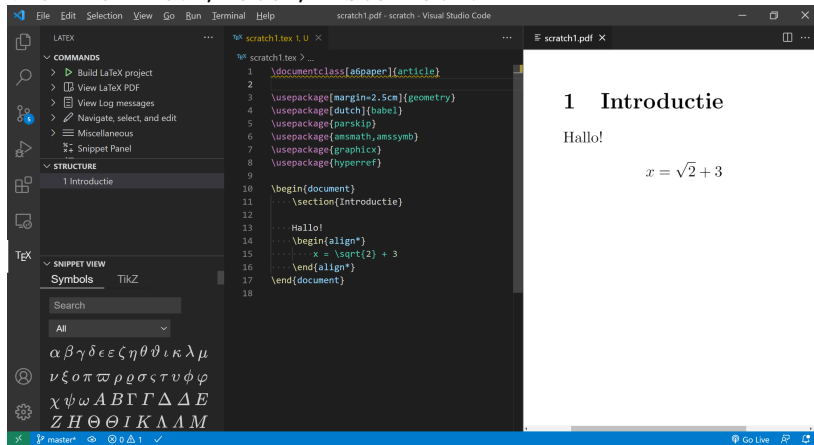 File Edit Selection View Go Run Terminal Help scratch1.pdf - scratch - Visual Studio Code
LATEX
COMMANDS
Build LaTeX project
View LaTeX PDF
View Log messages
Navigate, select, and edit
Miscellaneous
Snippet Panel
STRUCTURE
1 Introductie
TEX
SNIPPET VIEW
Symbols TikZ
Search
All
α β γ δ ϵ ε ζ η θ ϑ ι κ λ μ
ν ξ ο π ϖ ρ ϱ σ ς τ υ ϕ φ
χ ψ ω Α Β Γ Γ Δ Δ Ε
Ζ Η Θ Θ Ι Κ Λ Λ Μ
TEX scratch1.tex 1, U
TEX scratch1.tex > ...
1 \documentclass[a6paper]{article}
2
3 \usepackage[margin=2.5cm]{geometry}
4 \usepackage[dutch]{babel}
5 \usepackage{parskip}
6 \usepackage{amsmath,amssymb}
7 \usepackage{graphicx}
8 \usepackage{hyperref}
9
10 \begin{document}
11 ····\section{Introductie}
12
13 ····Hallo!
14 ····\begin{align*}
15 ········x = \sqrt{2} + 3
16 ····\end{align*}
17 \end{document}
18
scratch1.pdf
1 Introductie
Hallo!
x = √2 + 3
master* 0 1 Go Live